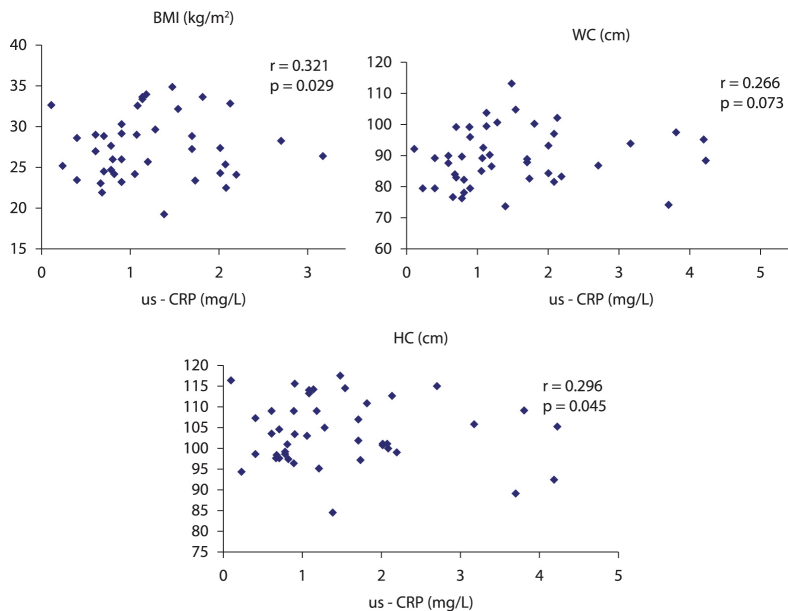 BMI (kg/m²)
r = 0.321
p = 0.029
40
35
30
25
20
15
0 1 2 3
us - CRP (mg/L)
WC (cm)
r = 0.266
p = 0.073
120
110
100
90
80
70
60
0 1 2 3 4 5
us - CRP (mg/L)
HC (cm)
r = 0.296
p = 0.045
120
115
110
105
100
95
90
85
80
75
0 1 2 3 4 5
us - CRP (mg/L)